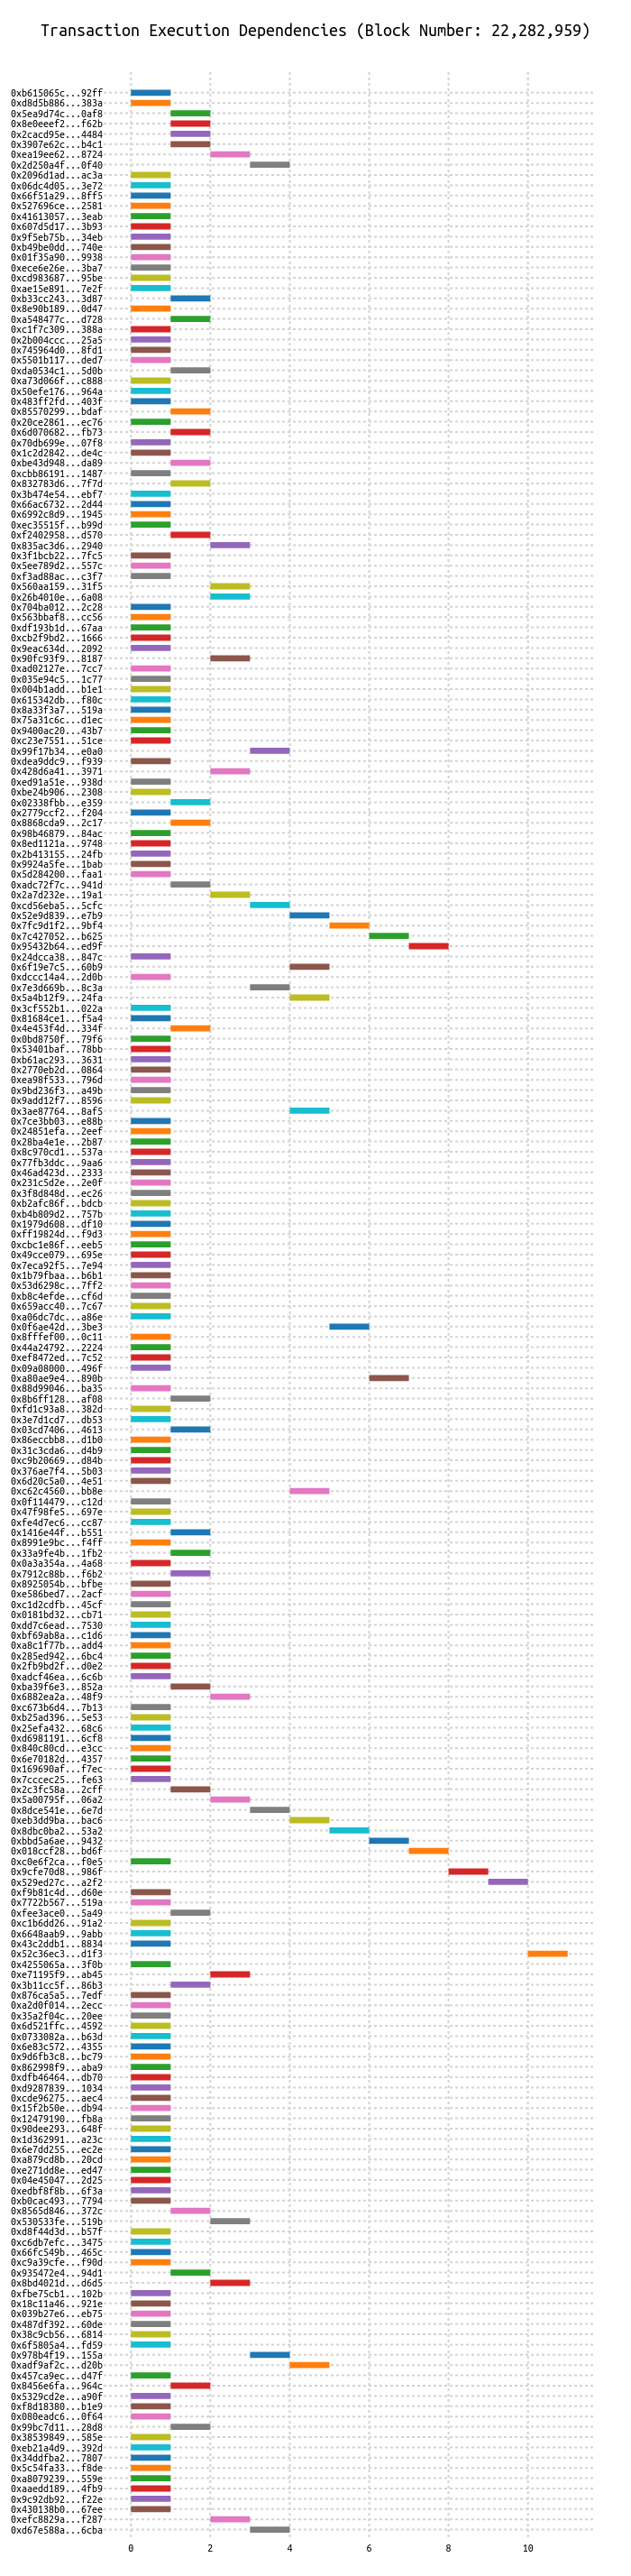 Transaction Execution Dependencies (Block Number: 22,282,959)
0xb615065c...92ff
0xd8d5b886...383a
0x5ea9d74c...0af8
0x8e0eeef2...f62b
0x2cacd95e...4484
0x3907e62c...b4c1
0xea19ee62...8724
0x2d250a4f...0f40
0x2096d1ad...ac3a
0x06dc4d05...3e72
0x66f51a29...8ff5
0x527696ce...2581
0x41613057...3eab
0x607d5d17...3b93
0x9f5eb75b...34eb
0xb49be0dd...740e
0x01f35a90...9938
0xece6e26e...3ba7
0xcd983687...95be
0xae15e891...7e2f
0xb33cc243...3d87
0x8e90b189...0d47
0xa548477c...d728
0xc1f7c309...388a
0x2b004ccc...25a5
0x745964d0...8fd1
0x5501b117...ded7
0xda0534c1...5d0b
0xa73d066f...c888
0x50efe176...964a
0x483ff2fd...403f
0x85570299...bdaf
0x20ce2861...ec76
0x6d070682...fb73
0x70db699e...07f8
0x1c2d2842...de4c
0xbe43d948...da89
0xcbb86191...1487
0x832783d6...7f7d
0x3b474e54...ebf7
0x66ac6732...2d44
0x6992c8d9...1945
0xec35515f...b99d
0xf2402958...d570
0x835ac3d6...2940
0x3f1bcb22...7fc5
0x5ee789d2...557c
0xf3ad88ac...c3f7
0x560aa159...31f5
0x26b4010e...6a08
0x704ba012...2c28
0x563bbaf8...cc56
0xdf193b1d...67aa
0xcb2f9bd2...1666
0x9eac634d...2092
0x90fc93f9...8187
0xad02127e...7cc7
0x035e94c5...1c77
0x004b1add...b1e1
0x615342db...f80c
0x8a33f3a7...519a
0x75a31c6c...d1ec
0x9400ac20...43b7
0xc23e7551...51ce
0x99f17b34...e0a0
0xdea9ddc9...f939
0x428d6a41...3971
0xed91a51e...938d
0xbe24b906...2308
0x02338fbb...e359
0x2779ccf2...f204
0x8868cda9...2c17
0x98b46879...84ac
0x8ed1121a...9748
0x2b413155...24fb
0x9924a5fe...1bab
0x5d284200...faa1
0xadc72f7c...941d
0x2a7d232e...19a1
0xcd56eba5...5cfc
0x52e9d839...e7b9
0x7fc9d1f2...9bf4
0x7c427052...b625
0x95432b64...ed9f
0x24dcca38...847c
0x6f19e7c5...60b9
0xdccc14a4...2d0b
0x7e3d669b...8c3a
0x5a4b12f9...24fa
0x3cf552b1...022a
0x81684ce1...f5a4
0x4e453f4d...334f
0x0bd8750f...79f6
0x53401baf...78bb
0xb61ac293...3631
0x2770eb2d...0864
0xea98f533...796d
0x9bd236f3...a49b
0x9add12f7...8596
0x3ae87764...8af5
0x7ce3bb03...e88b
0x24851efa...2eef
0x28ba4e1e...2b87
0x8c970cd1...537a
0x77fb3ddc...9aa6
0x46ad423d...2333
0x231c5d2e...2e0f
0x3f8d848d...ec26
0xb2afc86f...bdcb
0xb4b809d2...757b
0x1979d608...df10
0xff19824d...f9d3
0xcbc1e86f...eeb5
0x49cce079...695e
0x7eca92f5...7e94
0x1b79fbaa...b6b1
0x53d6298c...7ff2
0xb8c4efde...cf6d
0x659acc40...7c67
0xa06dc7dc...a86e
0x0f6ae42d...3be3
0x8fffef00...0c11
0x44a24792...2224
0xef8472ed...7c52
0x09a08000...496f
0xa80ae9e4...890b
0x88d99046...ba35
0x8b6ff128...af08
0xfd1c93a8...382d
0x3e7d1cd7...db53
0x03cd7406...4613
0x86eccbb8...d1b0
0x31c3cda6...d4b9
0xc9b20669...d84b
0x376ae7f4...5b03
0x6d20c5a0...4e51
0xc62c4560...bb8e
0x0f114479...c12d
0x47f98fe5...697e
0xfe4d7ec6...cc87
0x1416e44f...b551
0x8991e9bc...f4ff
0x33a9fe4b...1fb2
0x0a3a354a...4a68
0x7912c88b...f6b2
0x8925054b...bfbe
0xe586bed7...2acf
0xc1d2cdfb...45cf
0x0181bd32...cb71
0xdd7c6ead...7530
0xbf69ab8a...c1d6
0xa8c1f77b...add4
0x285ed942...6bc4
0x2fb9bd2f...d0e2
0xadcf46ea...6c6b
0xba39f6e3...852a
0x6882ea2a...48f9
0xc673b6d4...7b13
0xb25ad396...5e53
0x25efa432...68c6
0xd6981191...6cf8
0x840c80cd...e3cc
0x6e70182d...4357
0x169690af...f7ec
0x7cccec25...fe63
0x2c3fc58a...2cff
0x5a00795f...06a2
0x8dce541e...6e7d
0xeb3dd9ba...bac6
0x8dbc0ba2...53a2
0xbbd5a6ae...9432
0x018ccf28...bd6f
0xc0e6f2ca...f0e5
0x9cfe70d8...986f
0x529ed27c...a2f2
0xf9b81c4d...d60e
0x7722b567...519a
0xfee3ace0...5a49
0xc1b6dd26...91a2
0x6648aab9...9abb
0x43c2ddb1...8834
0x52c36ec3...d1f3
0x4255065a...3f0b
0xe71195f9...ab45
0x3b11cc5f...86b3
0x876ca5a5...7edf
0xa2d0f014...2ecc
0x35a2f04c...20ee
0x6d521ffc...4592
0x0733082a...b63d
0x6e83c572...4355
0x9d6fb3c8...bc79
0x862998f9...aba9
0xdfb46464...db70
0xd9287839...1034
0xcde96275...aec4
0x15f2b50e...db94
0x12479190...fb8a
0x90dee293...648f
0x1d362991...a23c
0x6e7dd255...ec2e
0xa879cd8b...20cd
0xe271dd8e...ed47
0x04e45047...2d25
0xedbf8f8b...6f3a
0xb0cac493...7794
0x8565d846...372c
0x530533fe...519b
0xd8f44d3d...b57f
0xc6db7efc...3475
0x66fc549b...465c
0xc9a39cfe...f90d
0x935472e4...94d1
0x8bd4021d...d6d5
0xfbe75cb1...102b
0x18c11a46...921e
0x039b27e6...eb75
0x487df392...60de
0x38c9cb56...6814
0x6f5805a4...fd59
0x978b4f19...155a
0xadf9af2c...d20b
0x457ca9ec...d47f
0x8456e6fa...964c
0x5329cd2e...a90f
0xf8d18380...b1e9
0x080eadc6...0f64
0x99bc7d11...28d8
0x38539849...585e
0xeb21a4d9...392d
0x34ddfba2...7807
0x5c54fa33...f8de
0xa8079239...559e
0xaaedd189...4fb9
0x9c92db92...f22e
0x430138b0...67ee
0xefc8829a...f287
0xd67e588a...6cba
0 2 4 6 8 10